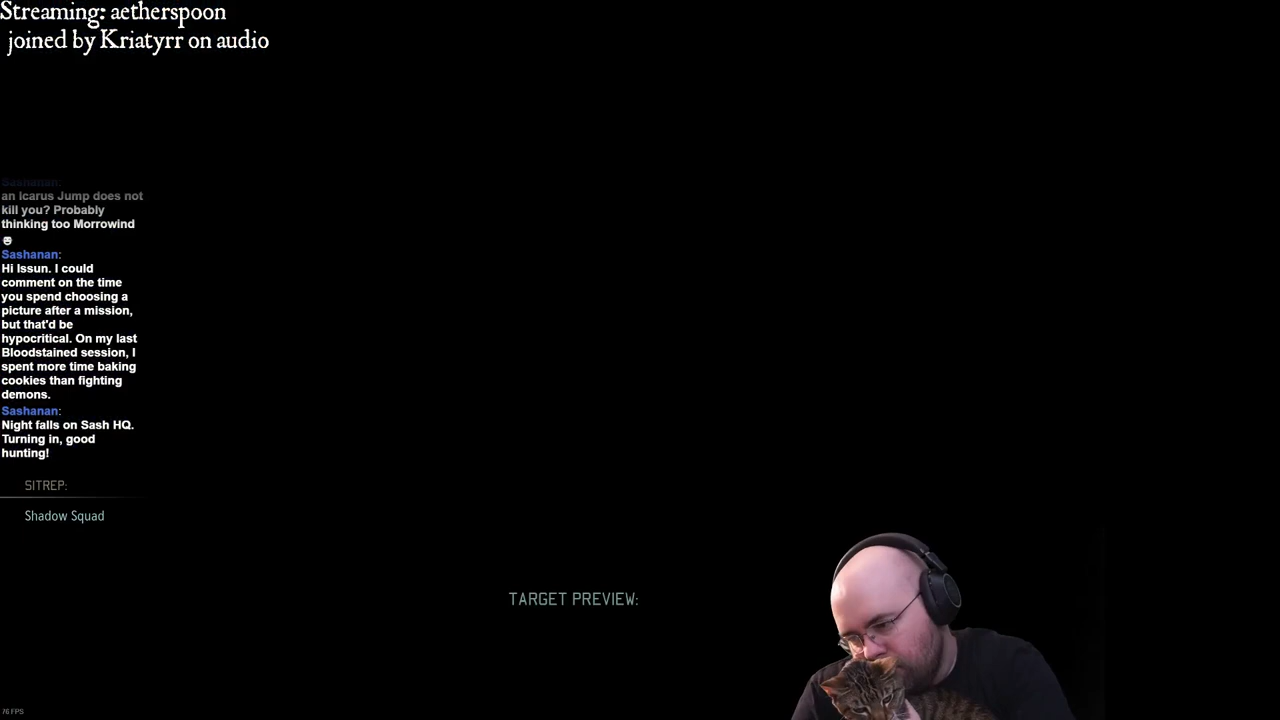 Streaming: aetherspoon
joined by Kriatyrr on audio
Sashanan:
an Icarus Jump does not
kill you? Probably
thinking too Morrowind
Sashanan:
Hi Issun. I could
comment on the time
you spend choosing a
picture after a mission,
but that'd be
hypocritical. On my last
Bloodstained session, I
spent more time baking
cookies than fighting
demons.
Sashanan:
Night falls on Sash HQ.
Turning in, good
hunting!
SITREP:
Shadow Squad
TARGET PREVIEW:
76 FPS